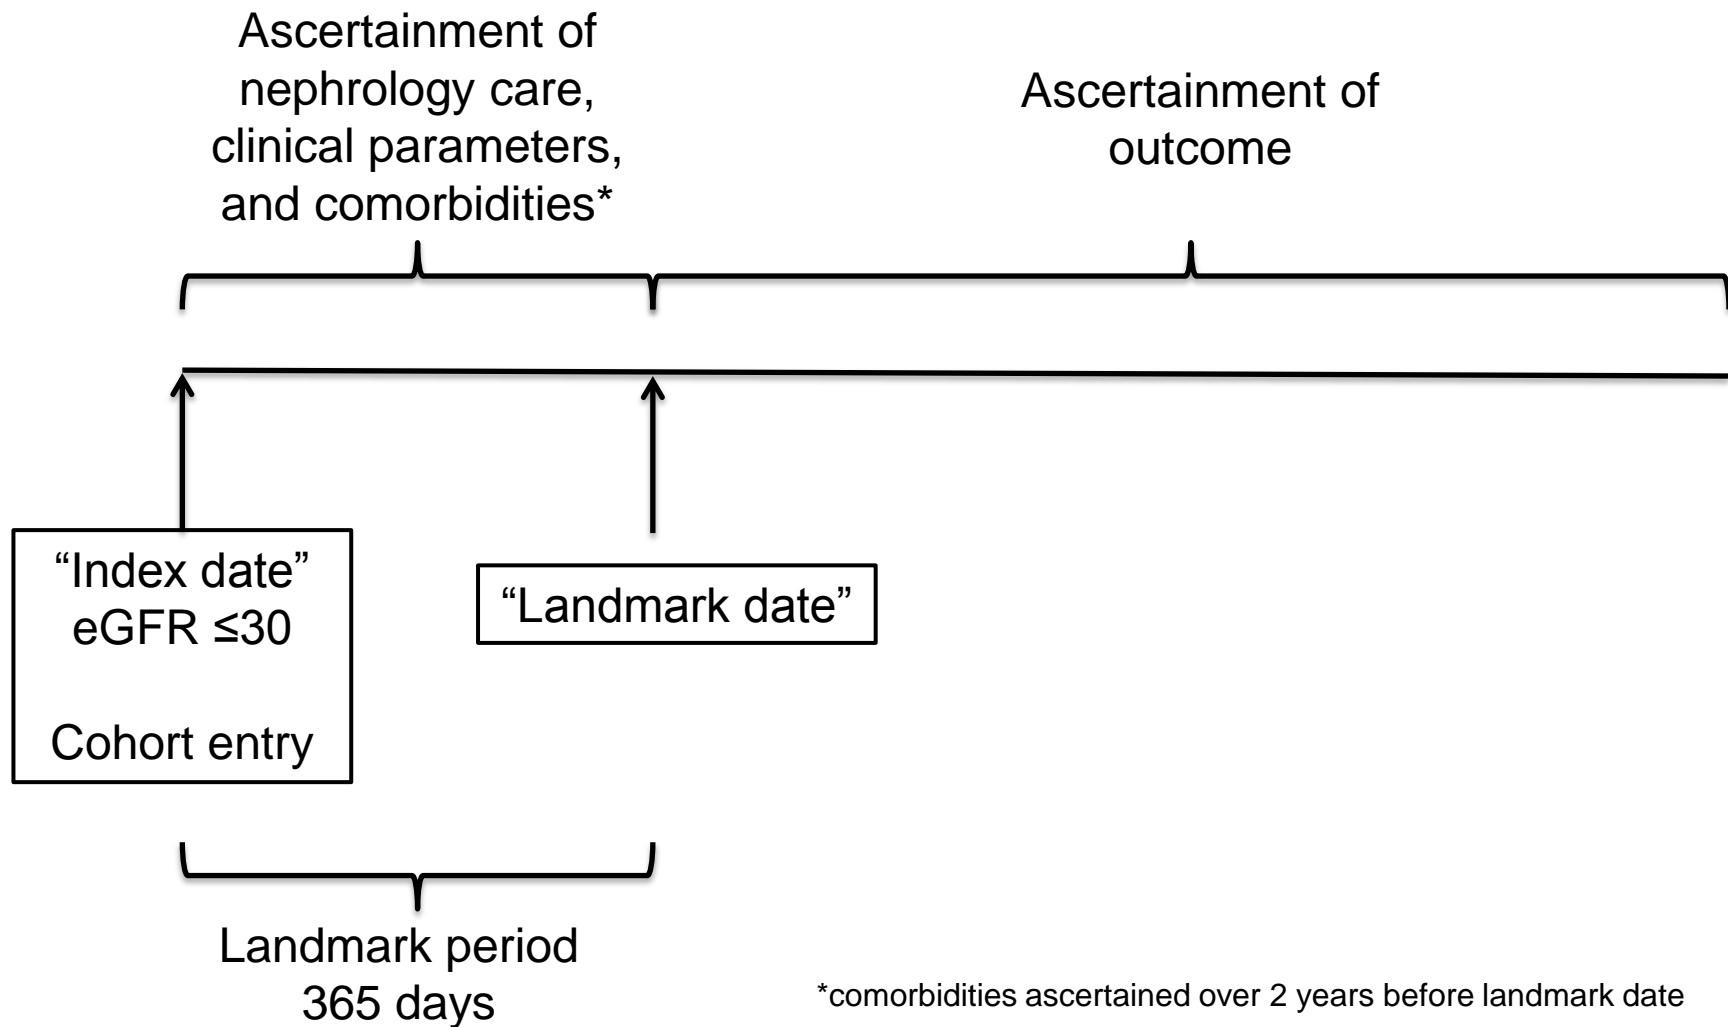 Ascertainment of
nephrology care,
clinical parameters,
and comorbidities*
Ascertainment of
outcome
“Index date”
eGFR ≤30
Cohort entry
“Landmark date”
Landmark period
365 days
*comorbidities ascertained over 2 years before landmark date